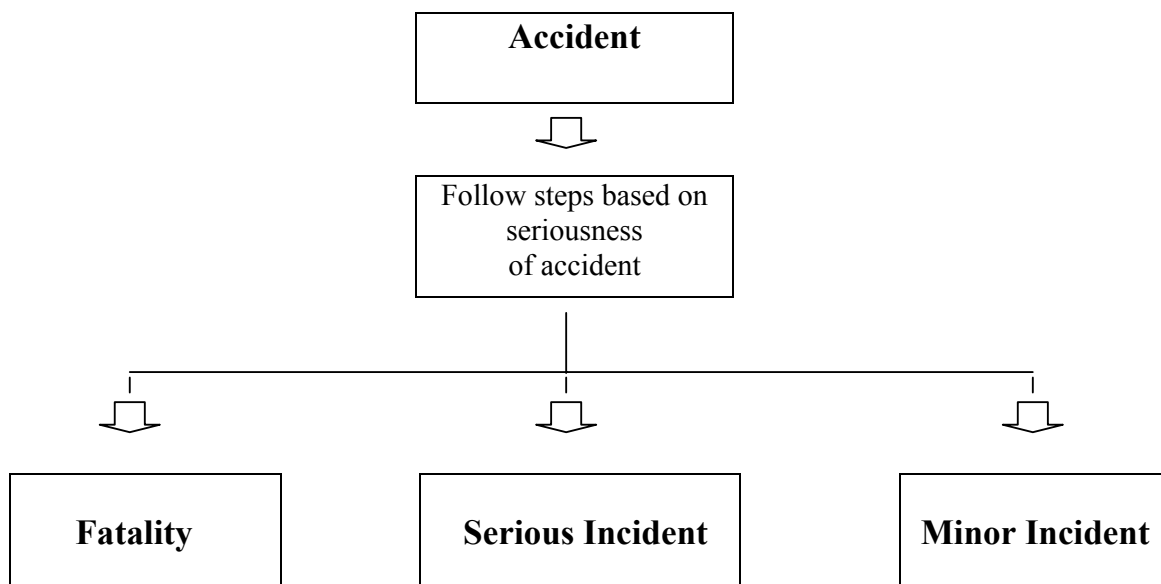 Accident
Follow steps based on
seriousness
of accident
Fatality
Serious Incident
Minor Incident